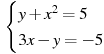 y + x² = 5
3x - y = -5